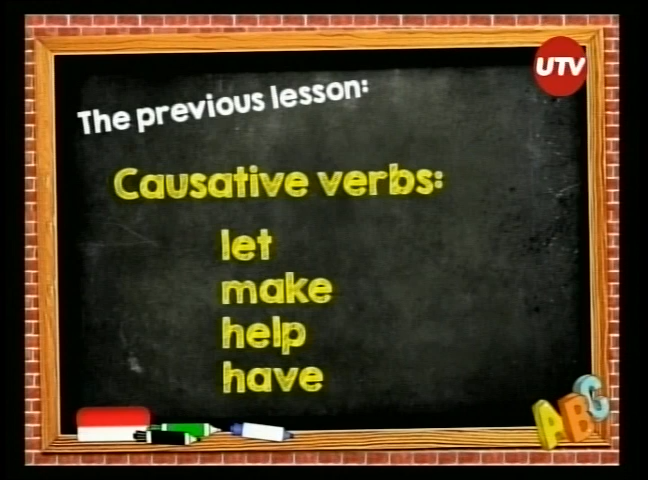 UTV
The previous lesson:
Causative verbs:
let
make
help
have
ABC